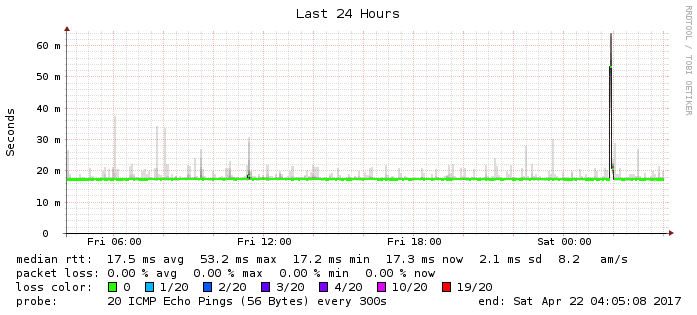 Last 24 Hours
RRDTOOL / TOBI OETIKER
Seconds
60 m
50 m
40 m
30 m
20 m
10 m
0
Fri 06:00 Fri 12:00 Fri 18:00 Sat 00:00
median rtt: 17.5 ms avg 53.2 ms max 17.2 ms min 17.3 ms now 2.1 ms sd 8.2 am/s
packet loss: 0.00 % avg 0.00 % max 0.00 % min 0.00 % now
loss color: 0 1/20 2/20 3/20 4/20 10/20 19/20
probe: 20 ICMP Echo Pings (56 Bytes) every 300s end: Sat Apr 22 04:05:08 2017